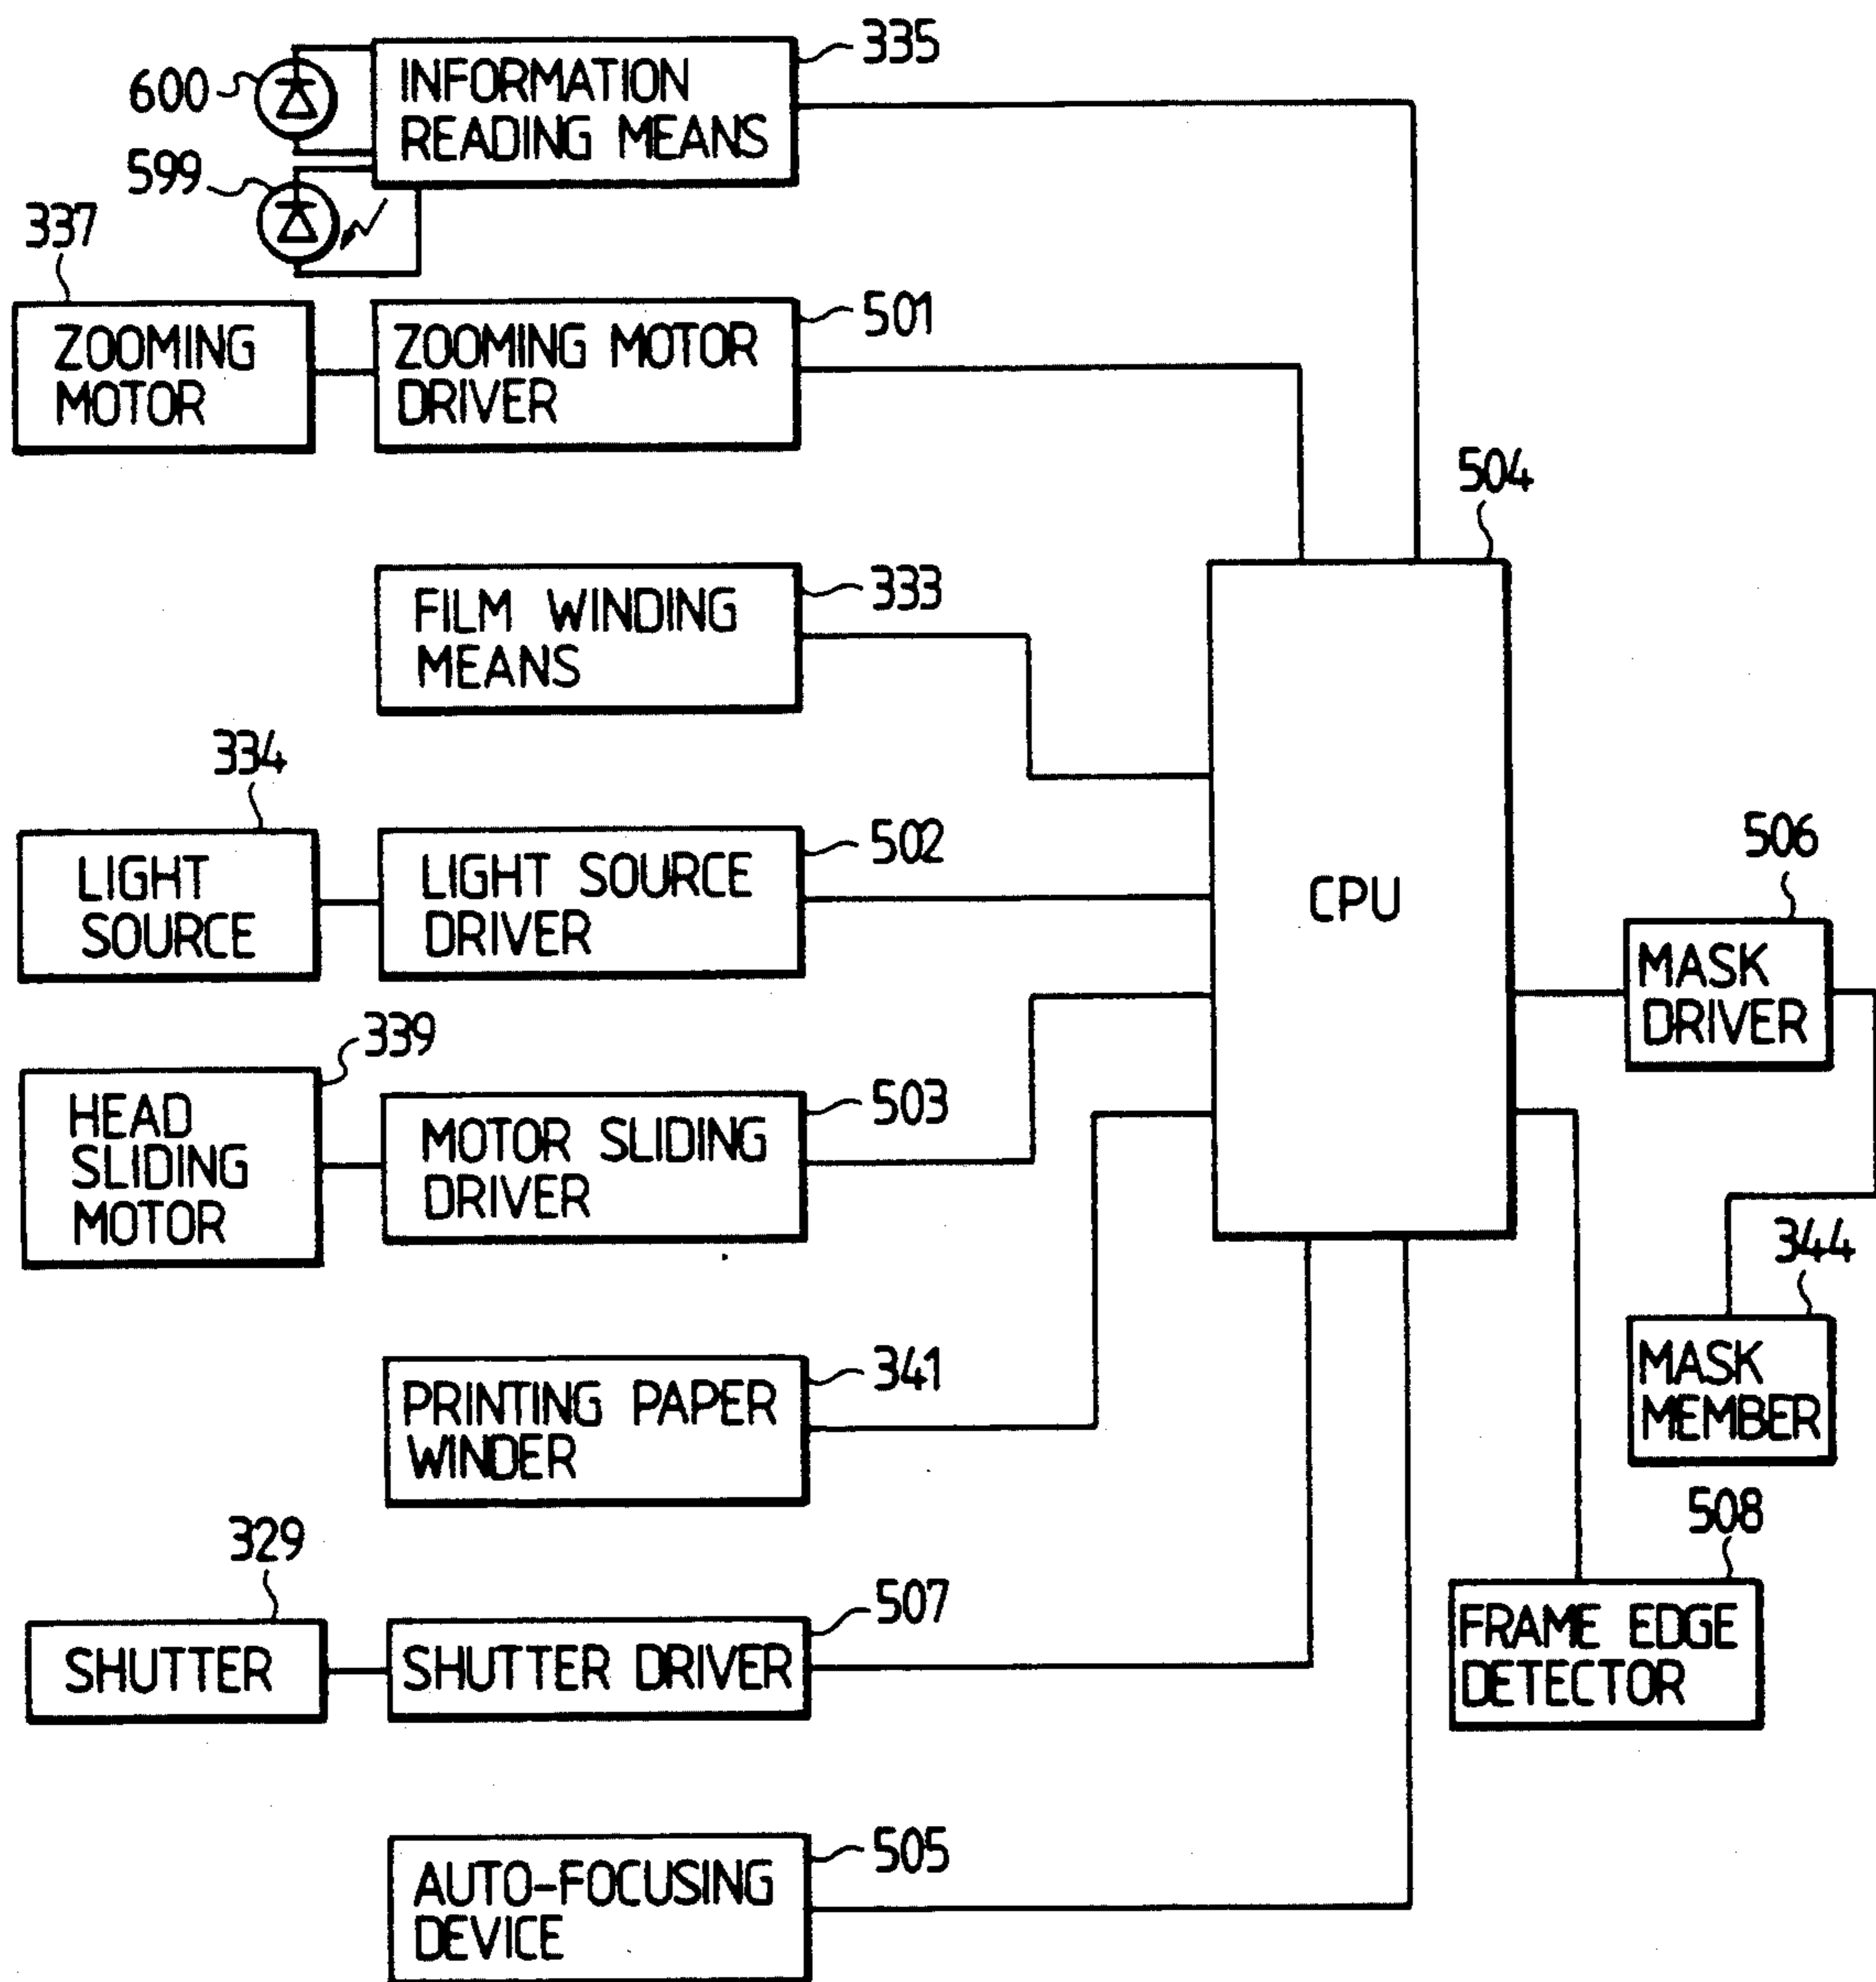 335
600
INFORMATION
READING MEANS
599
337
501
ZOOMING
MOTOR
ZOOMING MOTOR
DRIVER
504
333
FILM WINDING
MEANS
334
502
506
LIGHT
SOURCE
LIGHT SOURCE
DRIVER
CPU
MASK
DRIVER
339
503
HEAD
SLIDING
MOTOR
MOTOR SLIDING
DRIVER
344
341
PRINTING PAPER
WINDER
MASK
MEMBER
508
329
507
SHUTTER
SHUTTER DRIVER
FRAME EDGE
DETECTOR
505
AUTO-FOCUSING
DEVICE